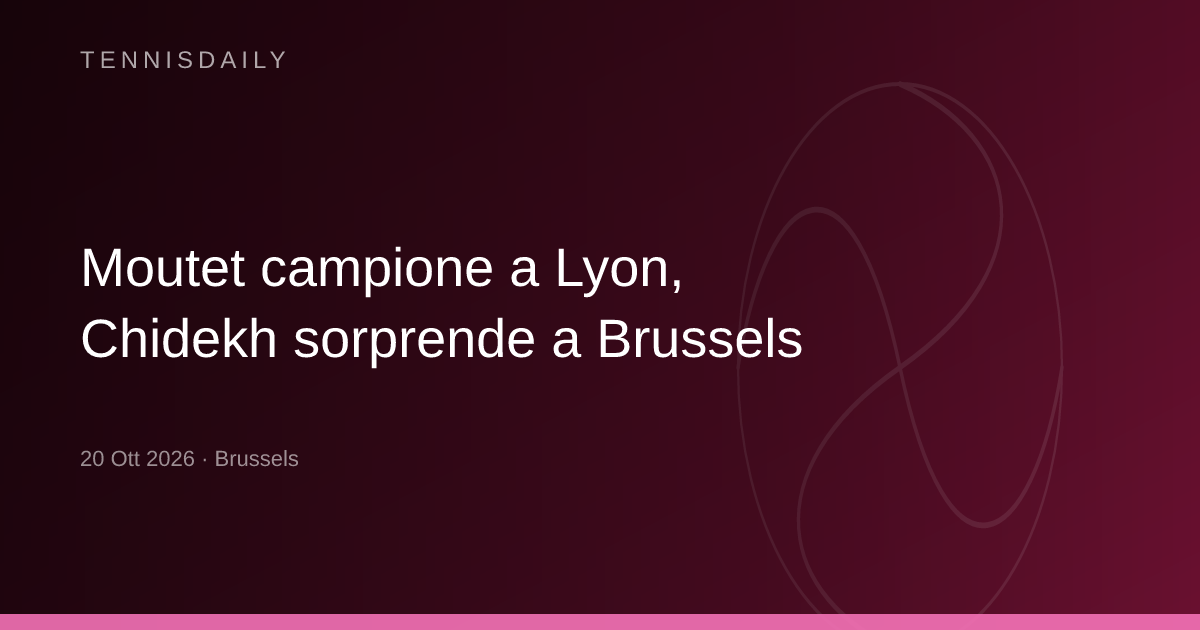 TENNISDAILY
Moutet campione a Lyon,
Chidekh sorprende a Brussels
20 Ott 2026 · Brussels